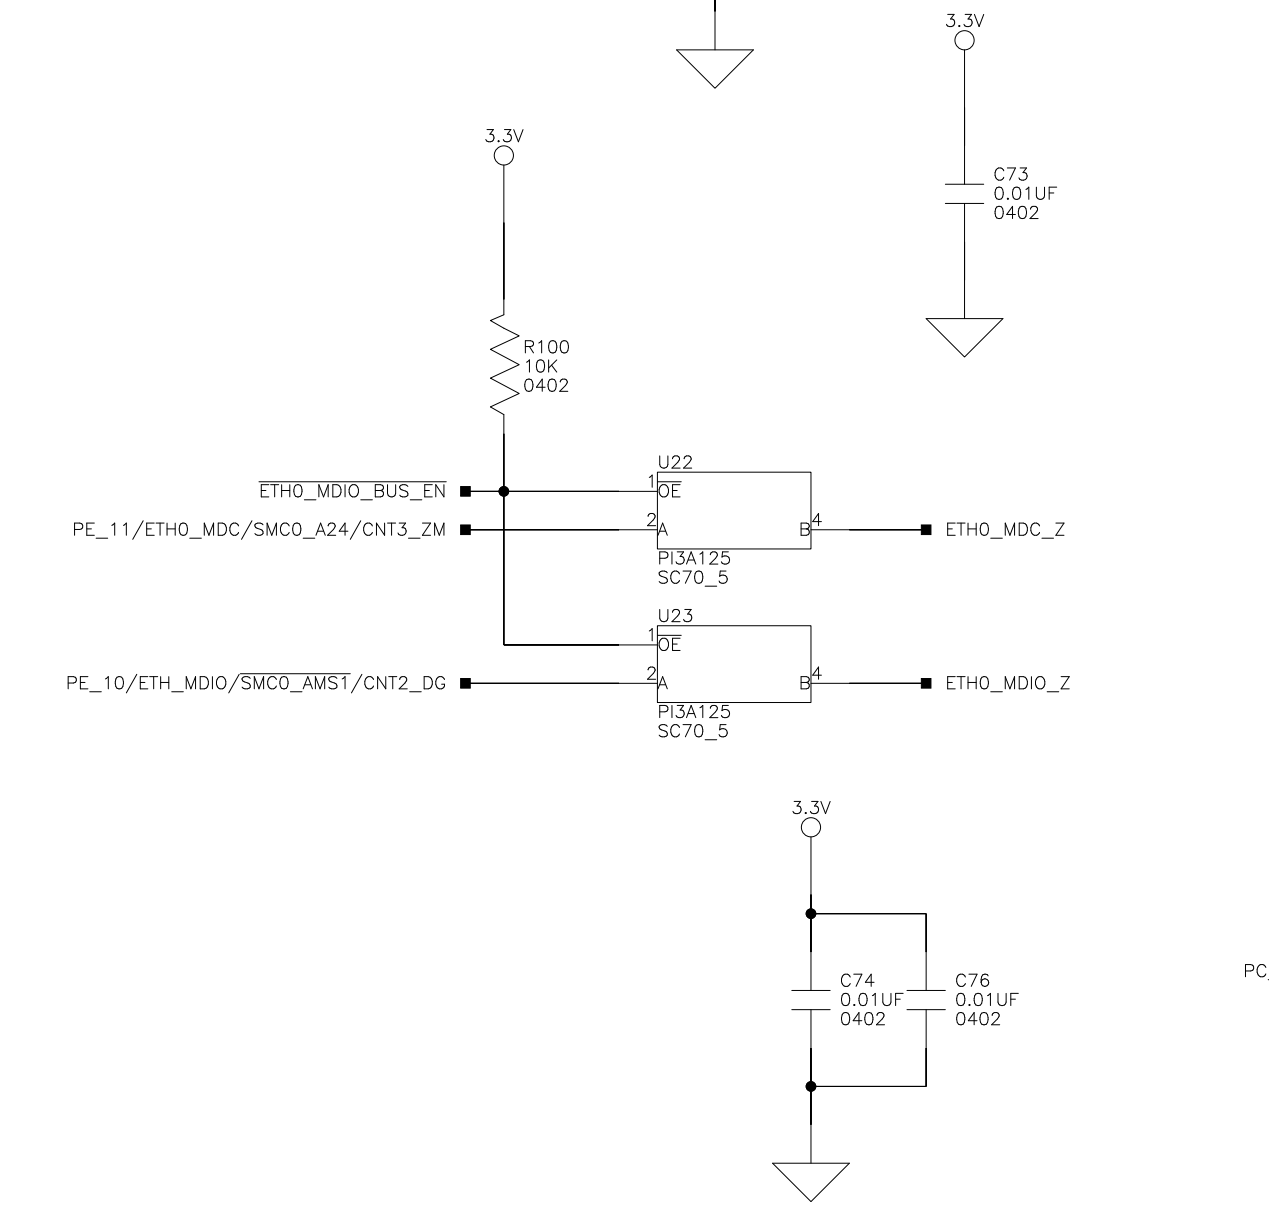 3.3V
C73
0.01UF
0402
3.3V
R100
10K
0402
U22
ETH0_MDIO_BUS_EN
1
OE
PE_11/ETH0_MDC/SMC0_A24/CNT3_ZM
2
A
B
4
ETH0_MDC_Z
PI3A125
SC70_5
U23
1
OE
PE_10/ETH_MDIO/SMC0_AMS1/CNT2_DG
2
A
B
4
ETH0_MDIO_Z
PI3A125
SC70_5
3.3V
C74
0.01UF
0402
C76
0.01UF
0402
PC_